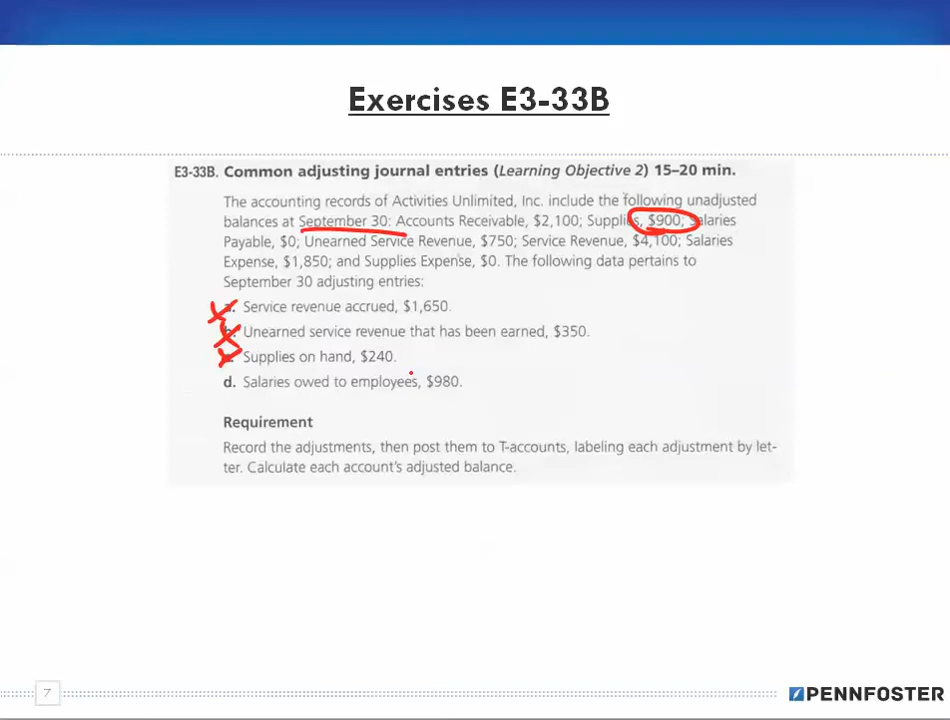 Exercises E3-33B
E3-33B. Common adjusting journal entries (Learning Objective 2) 15–20 min.
The accounting records of Activities Unlimited, Inc. include the following unadjusted
balances at September 30: Accounts Receivable, $2,100; Supplies, $900; Salaries
Payable, $0; Unearned Service Revenue, $750; Service Revenue, $4,100; Salaries
Expense, $1,850; and Supplies Expense, $0. The following data pertains to
September 30 adjusting entries:
a. Service revenue accrued, $1,650.
b. Unearned service revenue that has been earned, $350.
c. Supplies on hand, $240.
d. Salaries owed to employees, $980.
Requirement
Record the adjustments, then post them to T-accounts, labeling each adjustment by let-
ter. Calculate each account's adjusted balance.
7
PENNFOSTER